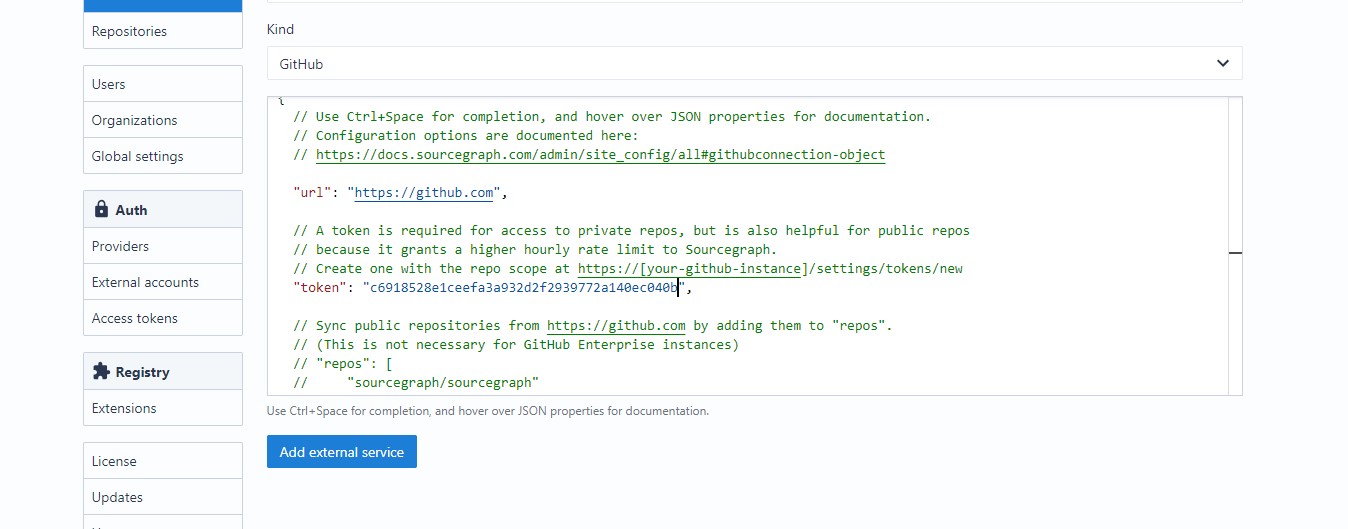 Repositories
Users
Organizations
Global settings
Auth
Providers
External accounts
Access tokens
Registry
Extensions
License
Updates
Kind
GitHub
{
// Use Ctrl+Space for completion, and hover over JSON properties for documentation.
// Configuration options are documented here:
// https://docs.sourcegraph.com/admin/site_config/all#githubconnection-object
"url": "https://github.com",
// A token is required for access to private repos, but is also helpful for public repos
// because it grants a higher hourly rate limit to Sourcegraph.
// Create one with the repo scope at https://[your-github-instance]/settings/tokens/new
"token": "c6918528e1ceefa3a932d2f2939772a140ec040b",
// Sync public repositories from https://github.com by adding them to "repos".
// (This is not necessary for GitHub Enterprise instances)
// "repos": [
//     "sourcegraph/sourcegraph"
Use Ctrl+Space for completion, and hover over JSON properties for documentation.
Add external service